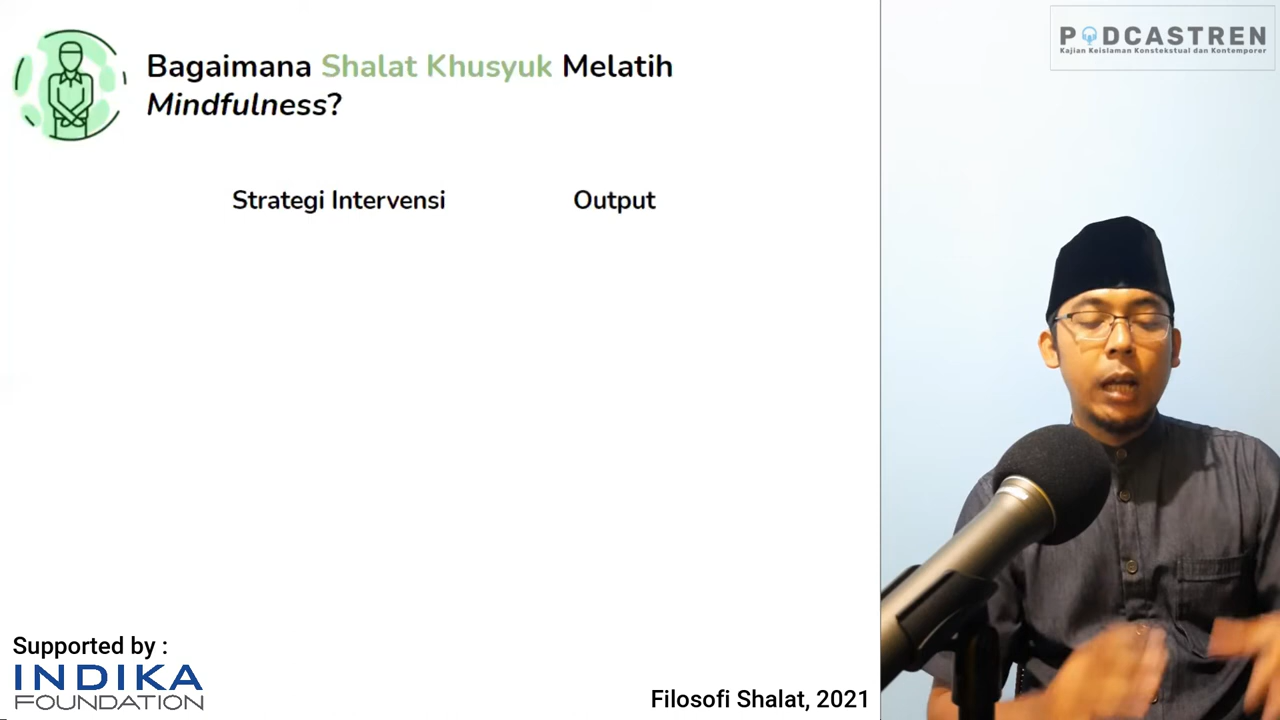 Bagaimana Shalat Khusyuk Melatih
Mindfulness?
PODCASTREN
Kajian Keislaman Konstekstual dan Kontemporer
Strategi Intervensi
Output
Supported by :
INDIKA
FOUNDATION
Filosofi Shalat, 2021